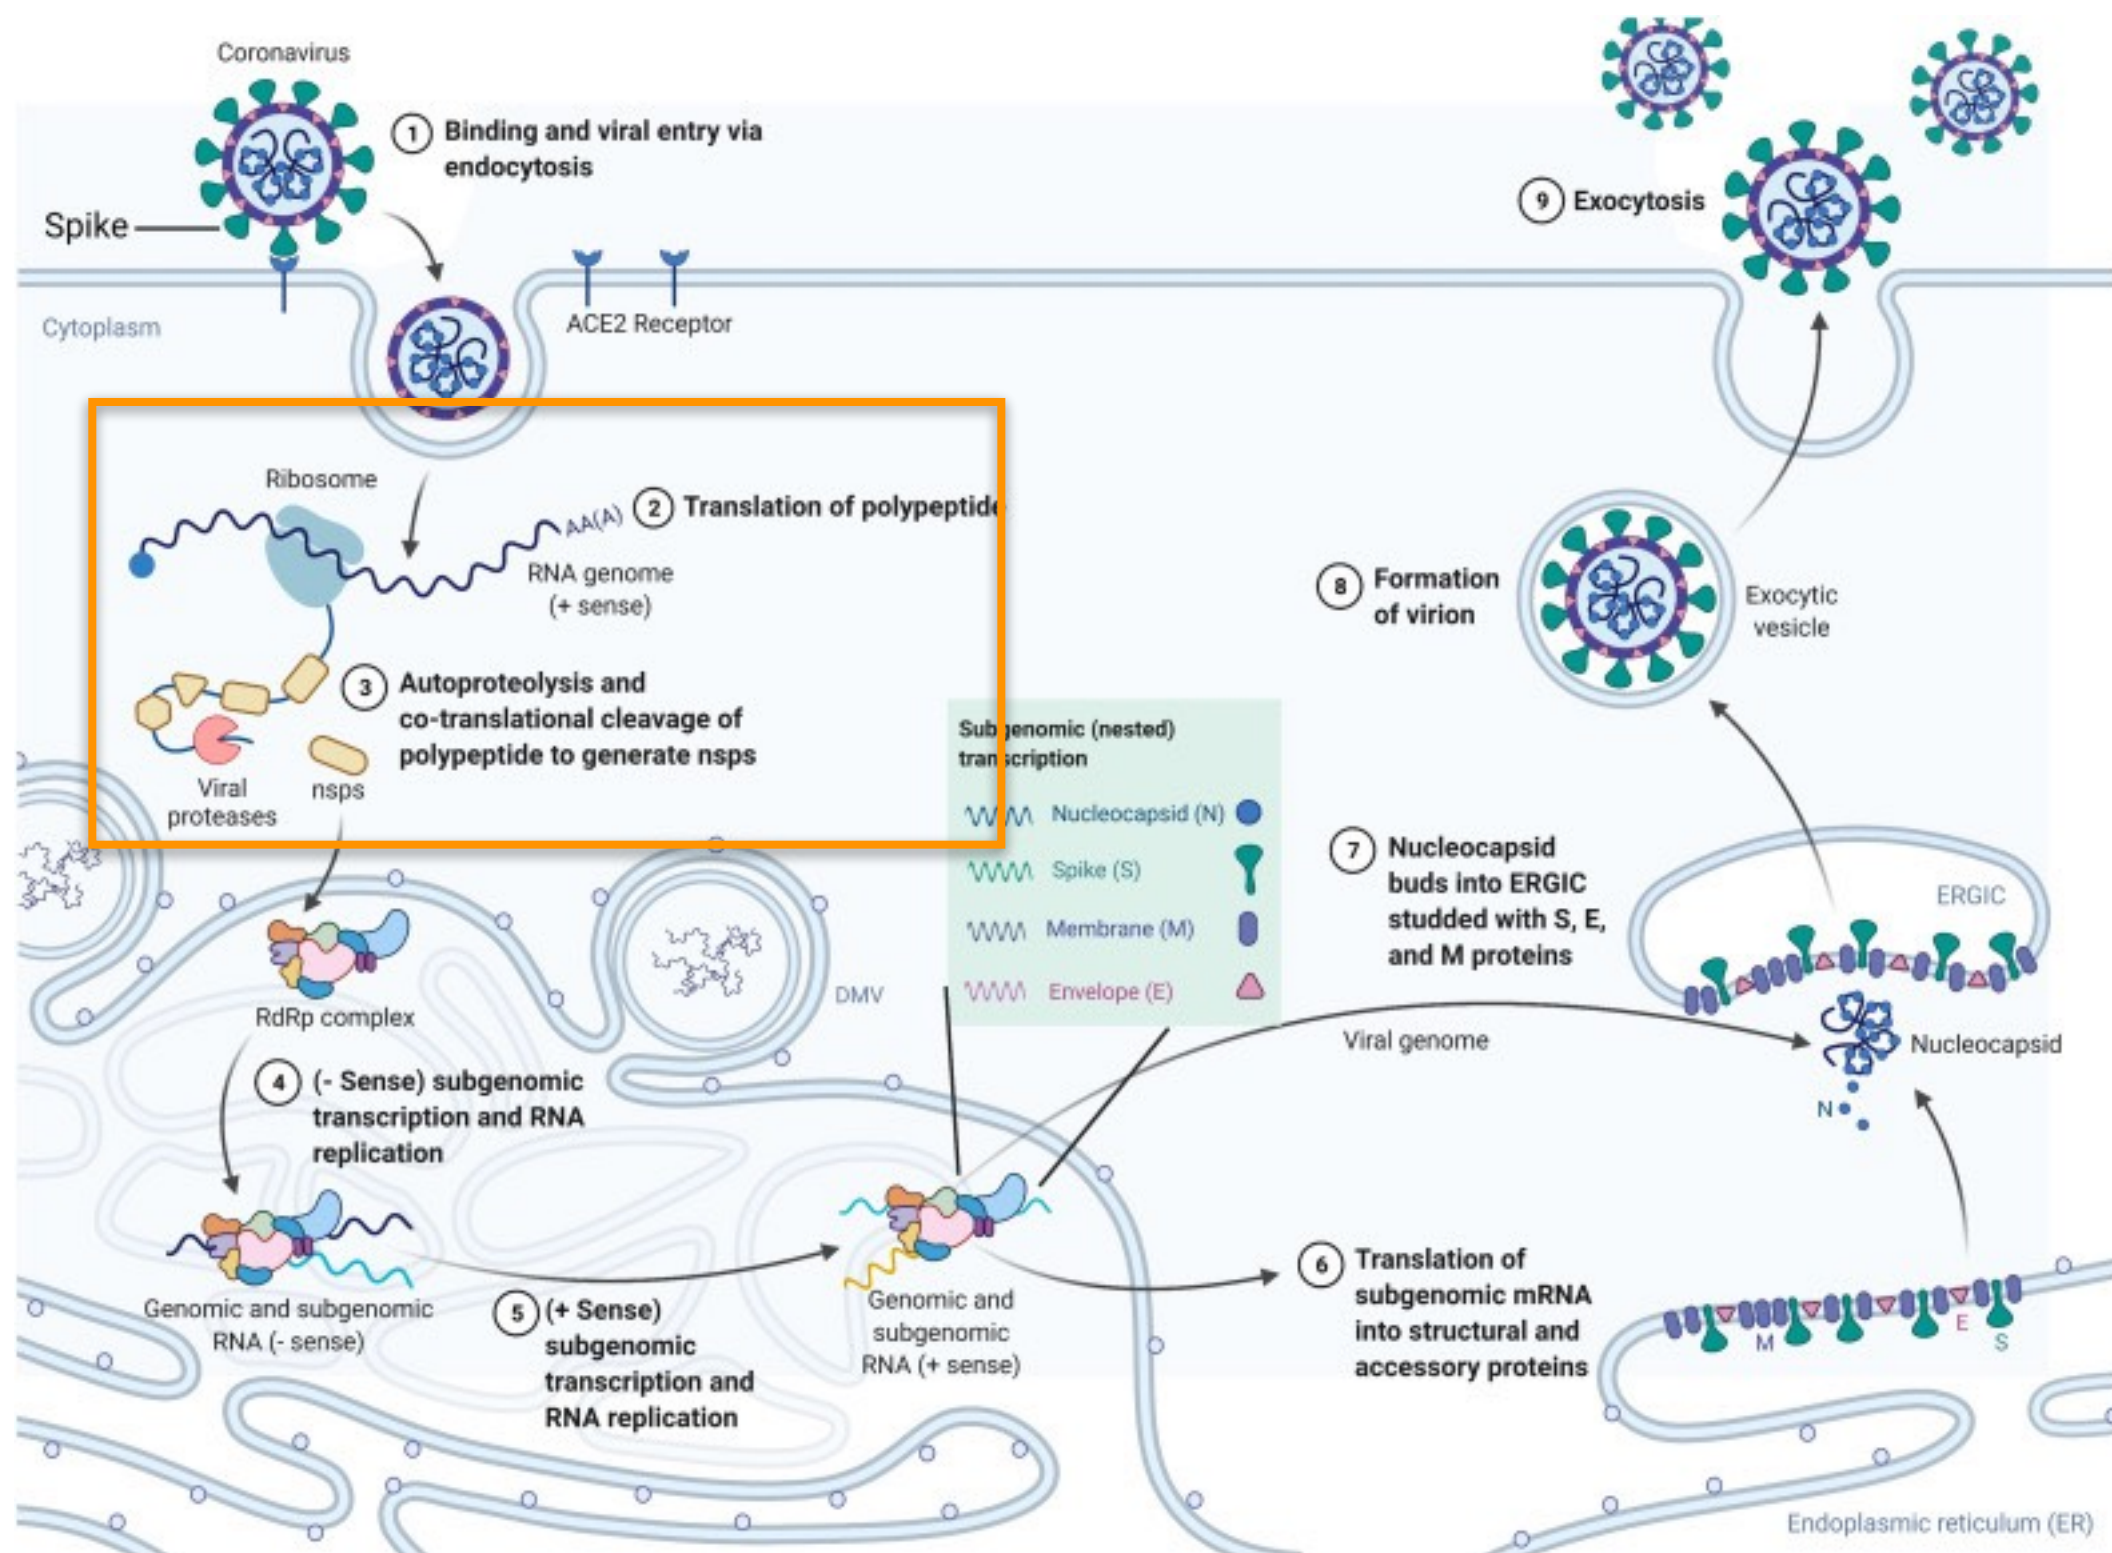 Coronavirus
1 Binding and viral entry via
endocytosis
Spike
Cytoplasm
ACE2 Receptor
Ribosome
AA(A)
2 Translation of polypeptide
RNA genome
(+ sense)
3 Autoproteolysis and
co-translational cleavage of
polypeptide to generate nsps
Viral
proteases
nsps
RdRp complex
DMV
4 (- Sense) subgenomic
transcription and RNA
replication
Genomic and subgenomic
RNA (- sense)
5 (+ Sense)
subgenomic
transcription and
RNA replication
Subgenomic (nested)
transcription
Nucleocapsid (N)
Spike (S)
Membrane (M)
Envelope (E)
Genomic and
subgenomic
RNA (+ sense)
Viral genome
6 Translation of
subgenomic mRNA
into structural and
accessory proteins
M
E
S
Endoplasmic reticulum (ER)
7 Nucleocapsid
buds into ERGIC
studded with S, E,
and M proteins
ERGIC
Nucleocapsid
N
8 Formation
of virion
Exocytic
vesicle
9 Exocytosis